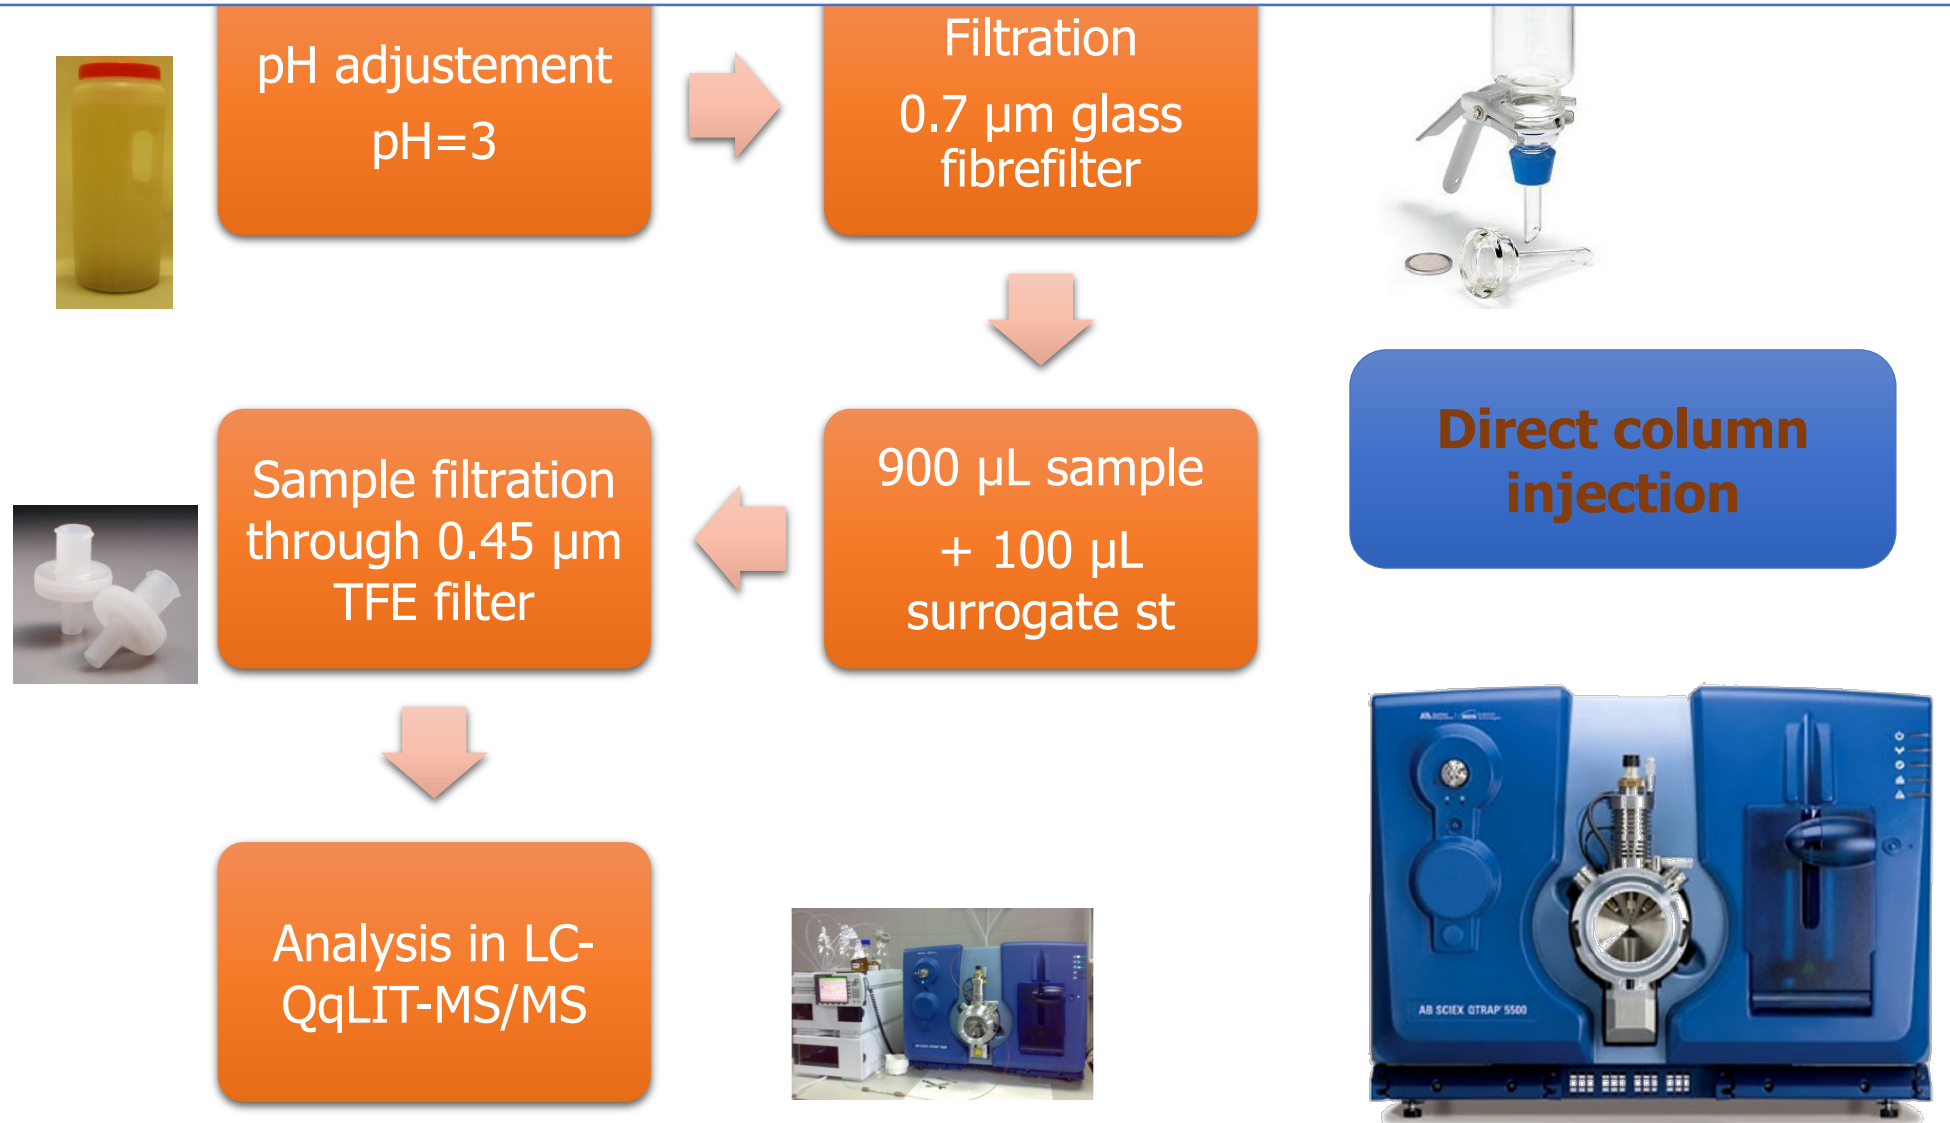 pH adjustement
pH=3
Filtration
0.7 µm glass
fibrefilter
Direct column
injection
900 µL sample
+ 100 µL
surrogate st
Sample filtration
through 0.45 µm
TFE filter
Analysis in LC-
QqLIT-MS/MS
AB SCIEX QTRAP 5500